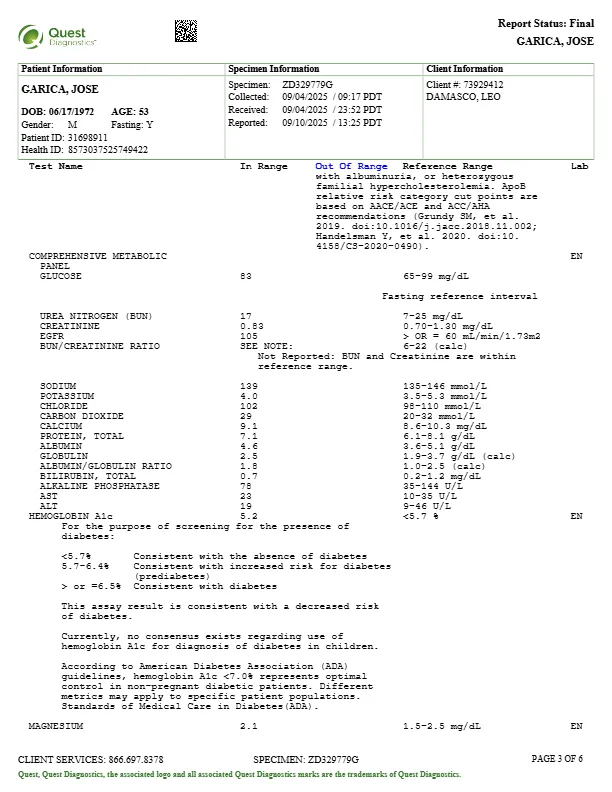 Quest
Diagnostics™
Report Status: Final
GARICA, JOSE
Patient Information Specimen Information Client Information
GARICA, JOSE
DOB: 06/17/1972 AGE: 53
Gender: M Fasting: Y
Patient ID: 31698911
Health ID: 8573037525749422
Specimen: ZD329779G
Collected: 09/04/2025 / 09:17 PDT
Received: 09/04/2025 / 23:52 PDT
Reported: 09/10/2025 / 13:25 PDT
Client #: 73929412
DAMASCO, LEO
Test Name In Range Out Of Range Reference Range Lab
with albuminuria, or heterozygous
familial hypercholesterolemia. ApoB
relative risk category cut points are
based on AACE/ACE and ACC/AHA
recommendations (Grundy SM, et al.
2019. doi:10.1016/j.jacc.2018.11.002;
Handelsman Y, et al. 2020. doi:10.
4158/CS-2020-0490).
COMPREHENSIVE METABOLIC EN
PANEL
GLUCOSE 83 65-99 mg/dL
Fasting reference interval
UREA NITROGEN (BUN) 17 7-25 mg/dL
CREATININE 0.83 0.70-1.30 mg/dL
EGFR 105 > OR = 60 mL/min/1.73m2
BUN/CREATININE RATIO SEE NOTE: 6-22 (calc)
Not Reported: BUN and Creatinine are within
reference range.
SODIUM 139 135-146 mmol/L
POTASSIUM 4.0 3.5-5.3 mmol/L
CHLORIDE 102 98-110 mmol/L
CARBON DIOXIDE 29 20-32 mmol/L
CALCIUM 9.1 8.6-10.3 mg/dL
PROTEIN, TOTAL 7.1 6.1-8.1 g/dL
ALBUMIN 4.6 3.6-5.1 g/dL
GLOBULIN 2.5 1.9-3.7 g/dL (calc)
ALBUMIN/GLOBULIN RATIO 1.8 1.0-2.5 (calc)
BILIRUBIN, TOTAL 0.7 0.2-1.2 mg/dL
ALKALINE PHOSPHATASE 78 35-144 U/L
AST 23 10-35 U/L
ALT 19 9-46 U/L
HEMOGLOBIN A1c 5.2 <5.7 % EN
For the purpose of screening for the presence of
diabetes:
<5.7% Consistent with the absence of diabetes
5.7-6.4% Consistent with increased risk for diabetes
(prediabetes)
> or =6.5% Consistent with diabetes
This assay result is consistent with a decreased risk
of diabetes.
Currently, no consensus exists regarding use of
hemoglobin A1c for diagnosis of diabetes in children.
According to American Diabetes Association (ADA)
guidelines, hemoglobin A1c <7.0% represents optimal
control in non-pregnant diabetic patients. Different
metrics may apply to specific patient populations.
Standards of Medical Care in Diabetes(ADA).
MAGNESIUM 2.1 1.5-2.5 mg/dL EN
CLIENT SERVICES: 866.697.8378 SPECIMEN: ZD329779G PAGE 3 OF 6
Quest, Quest Diagnostics, the associated logo and all associated Quest Diagnostics marks are the trademarks of Quest Diagnostics.